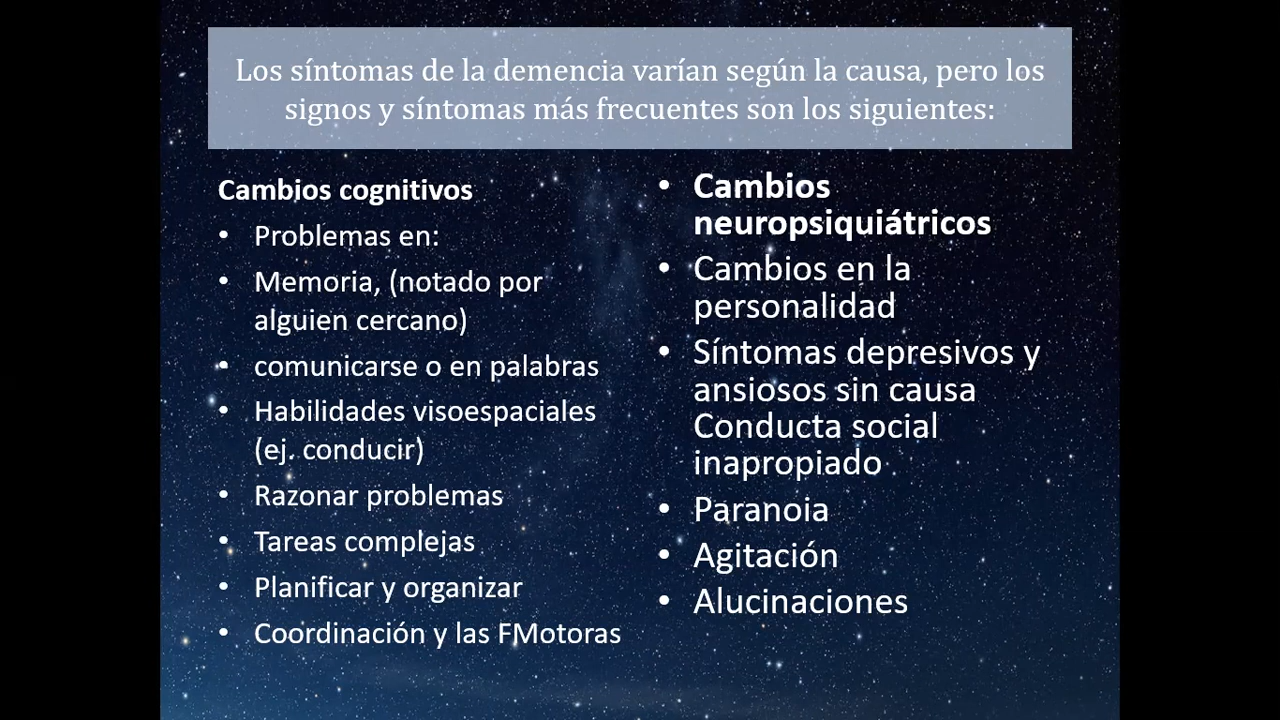 Los síntomas de la demencia varían según la causa, pero los
signos y síntomas más frecuentes son los siguientes:
Cambios cognitivos
• Problemas en:
• Memoria, (notado por
alguien cercano)
• comunicarse o en palabras
• Habilidades visoespaciales
(ej. conducir)
• Razonar problemas
• Tareas complejas
• Planificar y organizar
• Coordinación y las FMotoras
• Cambios
neuropsiquiátricos
• Cambios en la
personalidad
• Síntomas depresivos y
ansiosos sin causa
Conducta social
inapropiado
• Paranoia
• Agitación
• Alucinaciones